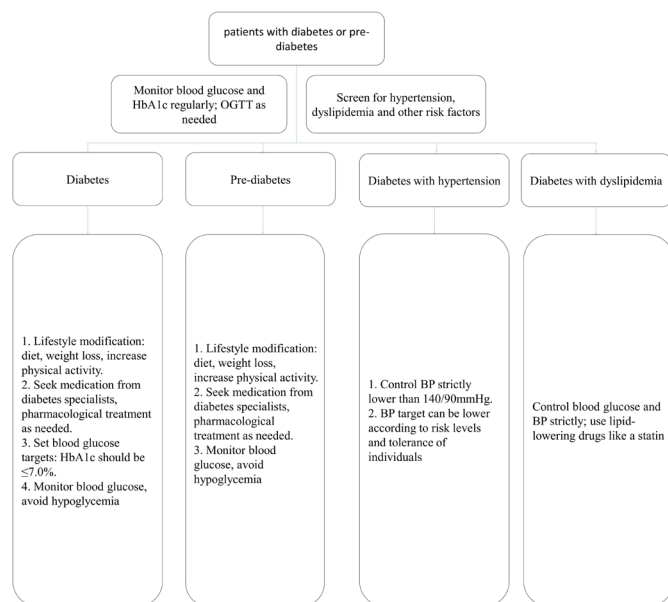 patients with diabetes or pre-
diabetes
Monitor blood glucose and
HbA1c regularly; OGTT as
needed
Screen for hypertension,
dyslipidemia and other risk
factors
Diabetes
Pre-diabetes
Diabetes with hypertension
Diabetes with dyslipidemia
1. Lifestyle modification:
diet, weight loss, increase
physical activity.
2. Seek medication from
diabetes specialists,
pharmacological treatment
as needed.
3. Set blood glucose
targets: HbA1c should be
≤7.0%.
4. Monitor blood glucose,
avoid hypoglycemia
1. Lifestyle modification:
diet, weight loss,
increase physical activity.
2. Seek medication from
diabetes specialists,
pharmacological
treatment as needed.
3. Monitor blood
glucose, avoid
hypoglycemia
1. Control BP strictly
lower than 140/90mmHg.
2. BP target can be lower
according to risk levels
and tolerance of
individuals
Control blood glucose and
BP strictly; use lipid-
lowering drugs like a statin